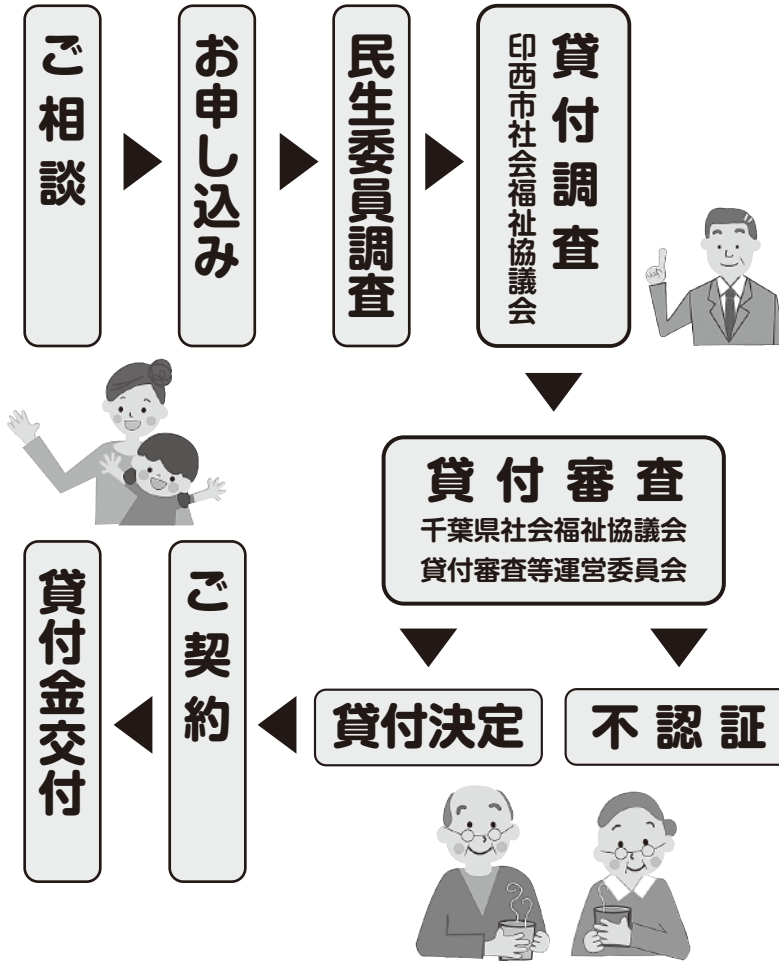 ご相談
お申し込み
民生委員調査
貸付調査
印西市社会福祉協議会
貸付審査
千葉県社会福祉協議会
貸付審査等運営委員会
貸付決定
不認証
ご契約
貸付金交付